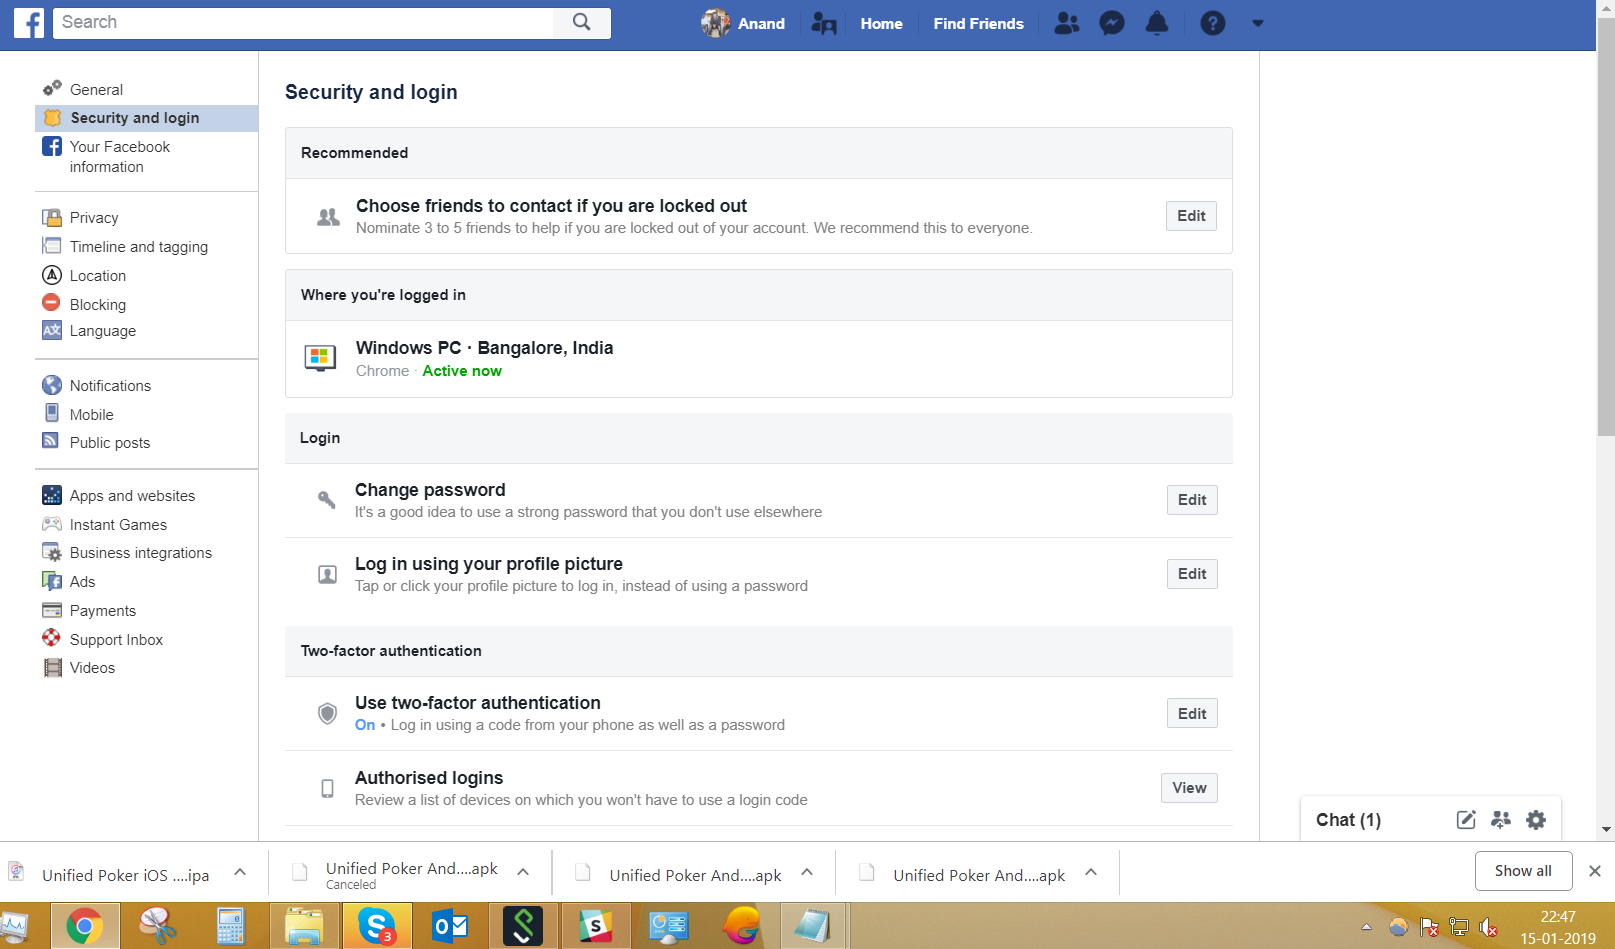 Search
Anand
Home
Find Friends
General
Security and login
Your Facebook
information
Privacy
Timeline and tagging
Location
Blocking
Language
Notifications
Mobile
Public posts
Apps and websites
Instant Games
Business integrations
Ads
Payments
Support Inbox
Videos
Security and login
Recommended
Choose friends to contact if you are locked out
Nominate 3 to 5 friends to help if you are locked out of your account. We recommend this to everyone.
Edit
Where you're logged in
Windows PC · Bangalore, India
Chrome · Active now
Login
Change password
It's a good idea to use a strong password that you don't use elsewhere
Edit
Log in using your profile picture
Tap or click your profile picture to log in, instead of using a password
Edit
Two-factor authentication
Use two-factor authentication
On • Log in using a code from your phone as well as a password
Edit
Authorised logins
Review a list of devices on which you won't have to use a login code
View
Chat (1)
Unified Poker iOS ....ipa
Unified Poker And....apk
Canceled
Unified Poker And....apk
Unified Poker And....apk
Show all
3
22:47
15-01-2019